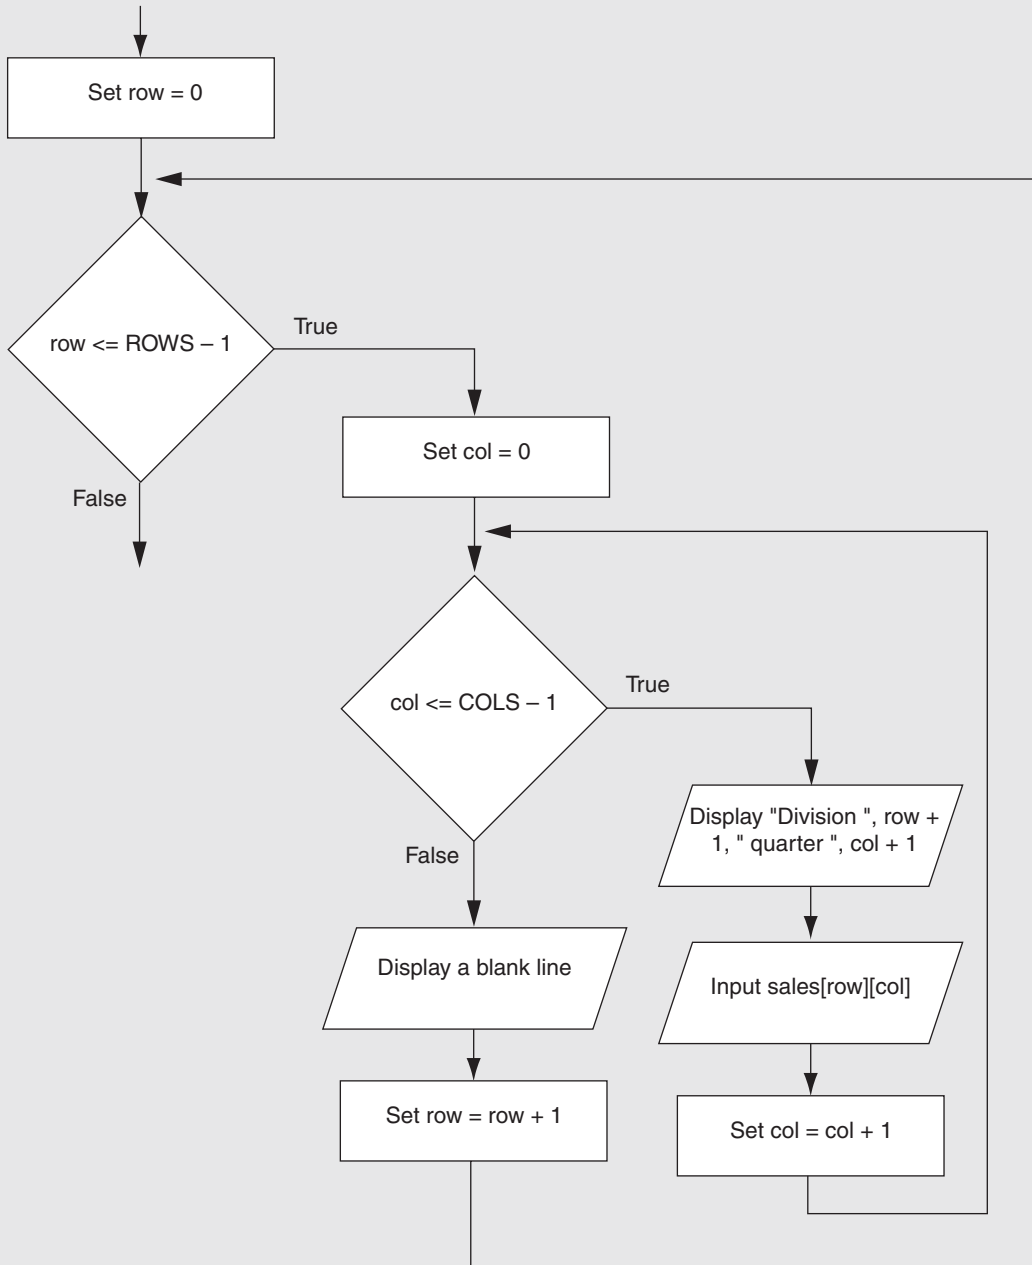 Set row = 0
row <= ROWS – 1
True
Set col = 0
False
col <= COLS – 1
True
Display "Division ", row +
1, " quarter ", col + 1
False
Display a blank line
Input sales[row][col]
Set row = row + 1
Set col = col + 1